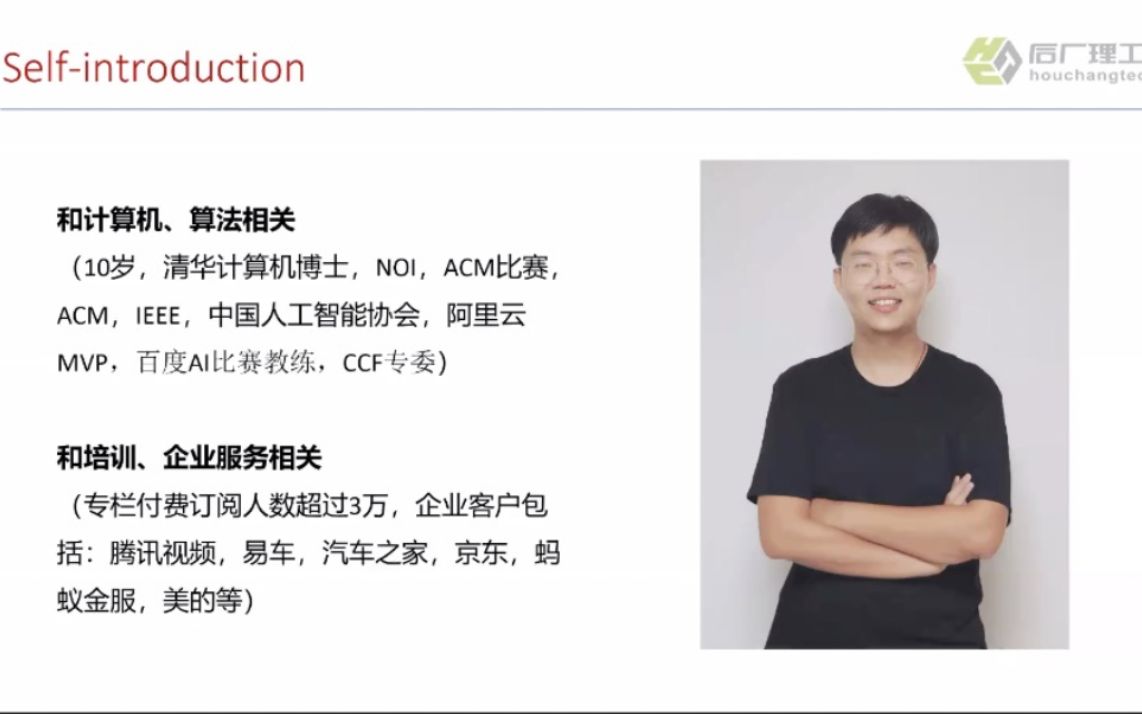 Self-introduction
后厂理工
houchangtec
和计算机、算法相关
（10岁，清华计算机博士，NOI，ACM比赛，
ACM，IEEE，中国人工智能协会，阿里云
MVP，百度AI比赛教练，CCF专委）
和培训、企业服务相关
（专栏付费订阅人数超过3万，企业客户包
括：腾讯视频，易车，汽车之家，京东，蚂
蚁金服，美的等）